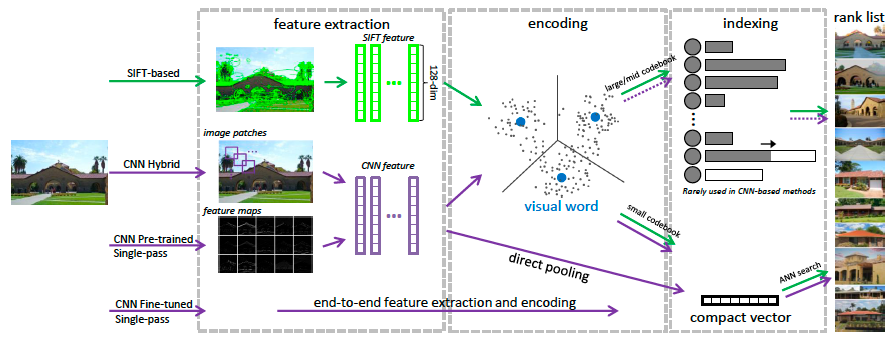 feature extraction
encoding
indexing
rank list
SIFT feature
SIFT-based
128-dim
large/mid codebook
image patches
CNN Hybrid
CNN feature
Rarely used in CNN-based methods
feature maps
visual word
small codebook
CNN Pre-trained
Single-pass
direct pooling
ANN search
CNN Fine-tuned
Single-pass
end-to-end feature extraction and encoding
compact vector